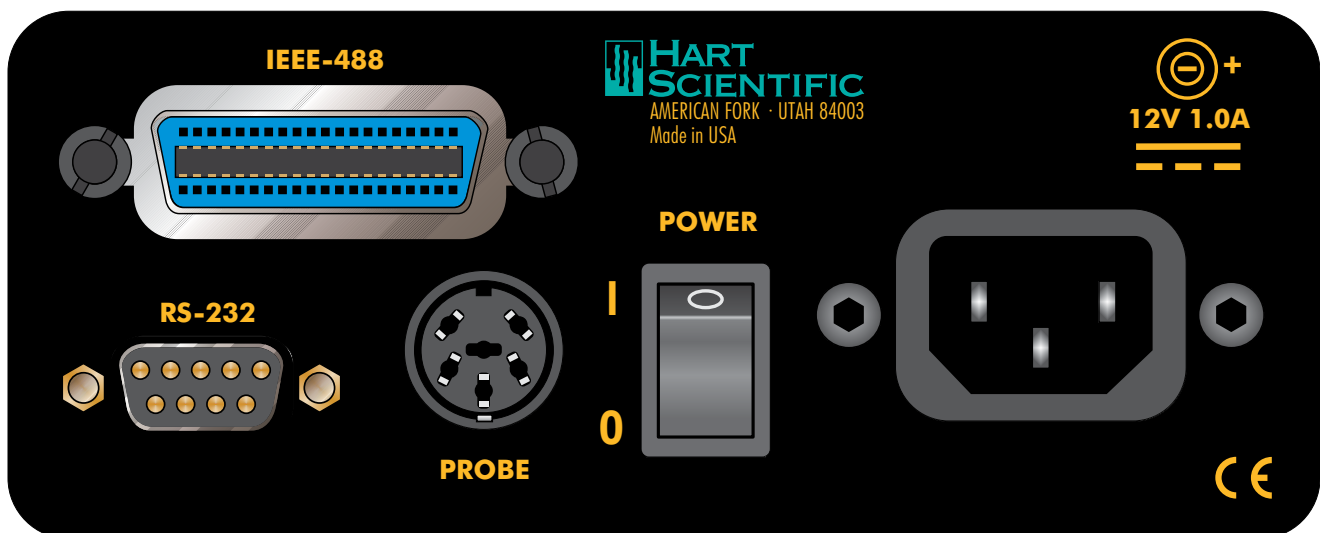 IEEE-488
HART
SCIENTIFIC
AMERICAN FORK · UTAH 84003
Made in USA
+
12V 1.0A
POWER
I
RS-232
0
PROBE
CE